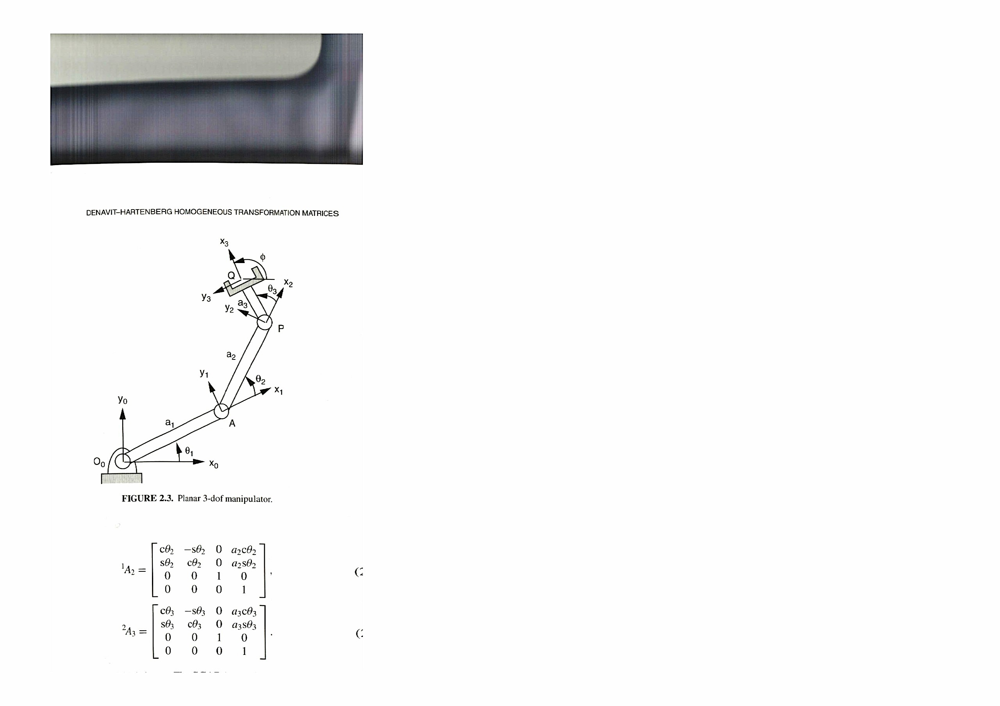 DENAVIT–HARTENBERG HOMOGENEOUS TRANSFORMATION MATRICES
x₃
ϕ
Q
x₂
θ₃
y₃
a₃
y₂
P
a₂
y₁
θ₂
x₁
y₀
a₁
A
θ₁
O₀
x₀
FIGURE 2.3. Planar 3-dof manipulator.
cθ₂ −sθ₂ 0 a₂cθ₂
sθ₂ cθ₂ 0 a₂sθ₂
¹A₂ = ,
0 0 1 0
0 0 0 1
cθ₃ −sθ₃ 0 a₃cθ₃
sθ₃ cθ₃ 0 a₃sθ₃
²A₃ = .
0 0 1 0
0 0 0 1